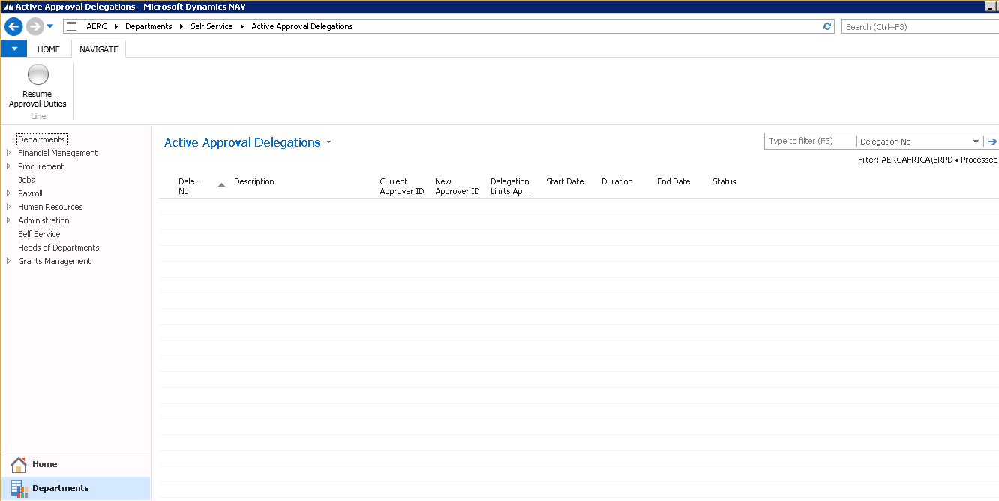 Active Approval Delegations - Microsoft Dynamics NAV
AERC Departments Self Service Active Approval Delegations
Search (Ctrl+F3)
HOME NAVIGATE
Resume
Approval Duties
Line
Departments
Financial Management
Procurement
Jobs
Payroll
Human Resources
Administration
Self Service
Heads of Departments
Grants Management
Home
Departments
Active Approval Delegations
Type to filter (F3) Delegation No
Filter: AERCAFRICA\ERPD • Processed
Dele... Description Current New Delegation Start Date Duration End Date Status
No Approver ID Approver ID Limits Ap...